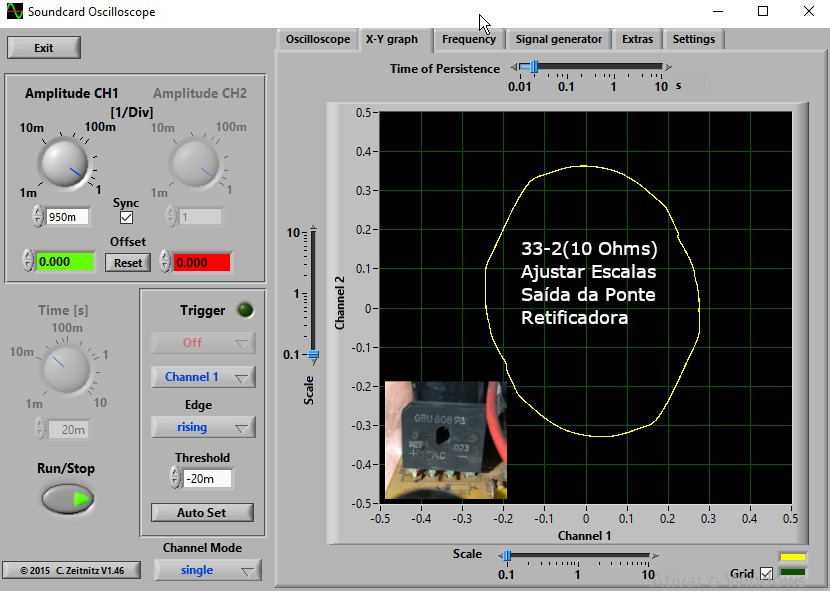 Soundcard Oscilloscope
Exit
Amplitude CH1
Amplitude CH2
[1/Div]
10m
100m
1m
1
10m
100m
1m
1
Sync
950m
1
Offset
0.000
Reset
0.000
Time [s]
100m
10m
1
1m
10
20m
Run/Stop
© 2015 C. Zeitnitz V1.46
Trigger
Off
Channel 1
Edge
rising
Threshold
-20m
Auto Set
Channel Mode
single
Oscilloscope
X-Y graph
Frequency
Signal generator
Extras
Settings
Time of Persistence
0.01
0.1
1
10
s
10
1
0.1
Scale
Channel 2
0.5
0.4
0.3
0.2
0.1
0
-0.1
-0.2
-0.3
-0.4
-0.5
33-2(10 Ohms)
Ajustar Escalas
Saída da Ponte
Retificadora
GBU 608
023
+
AC
-
-0.5
-0.4
-0.3
-0.2
-0.1
0
0.1
0.2
0.3
0.4
0.5
Channel 1
Scale
0.1
1
10
Grid
Ativar o Windows